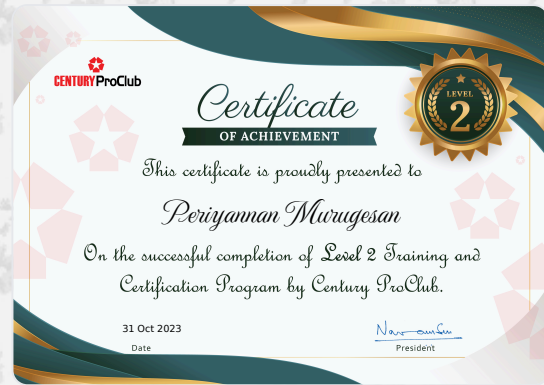 CENTURY ProClub
Certificate
OF ACHIEVEMENT
LEVEL
2
This certificate is proudly presented to
Periyannan Murugesan
On the successful completion of Level 2 Training and
Certification Program by Century ProClub.
31 Oct 2023
Date
President